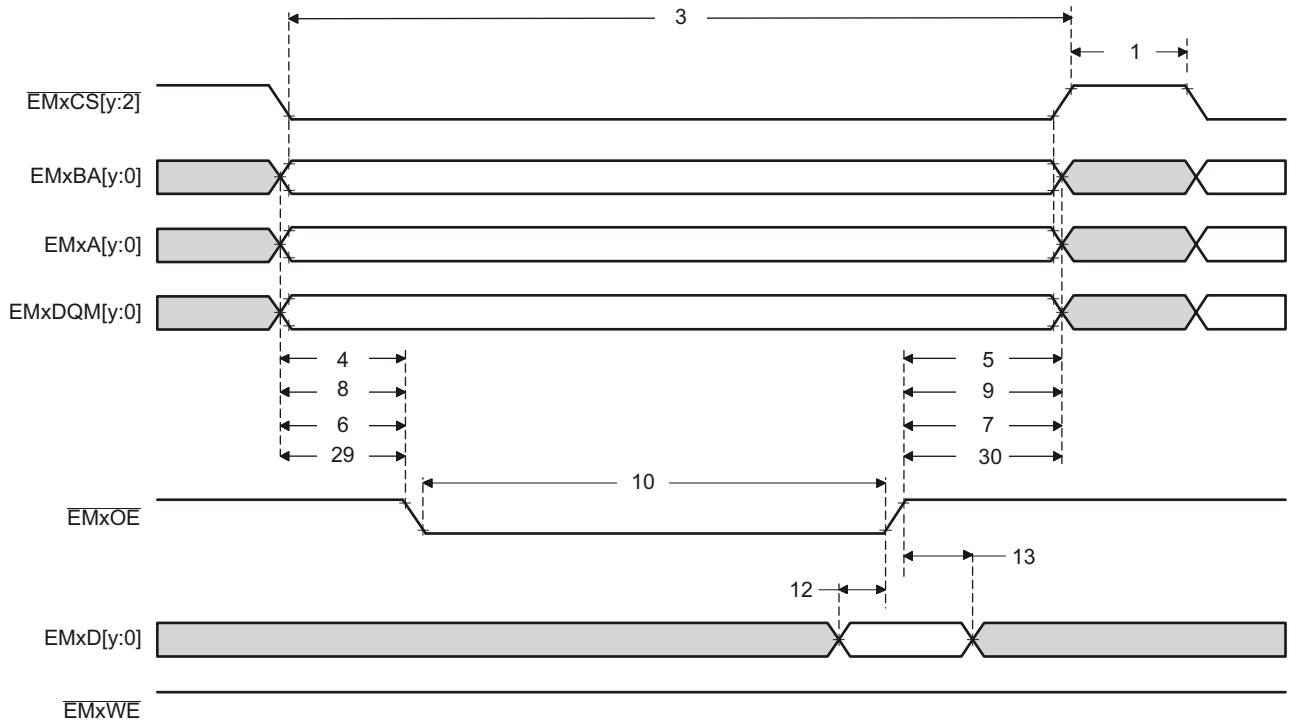 3
1
EMxCS[y:2]
EMxBA[y:0]
EMxA[y:0]
EMxDQM[y:0]
4 5
8 9
6 7
29 30
10
EMxOE
13
12
EMxD[y:0]
EMxWE